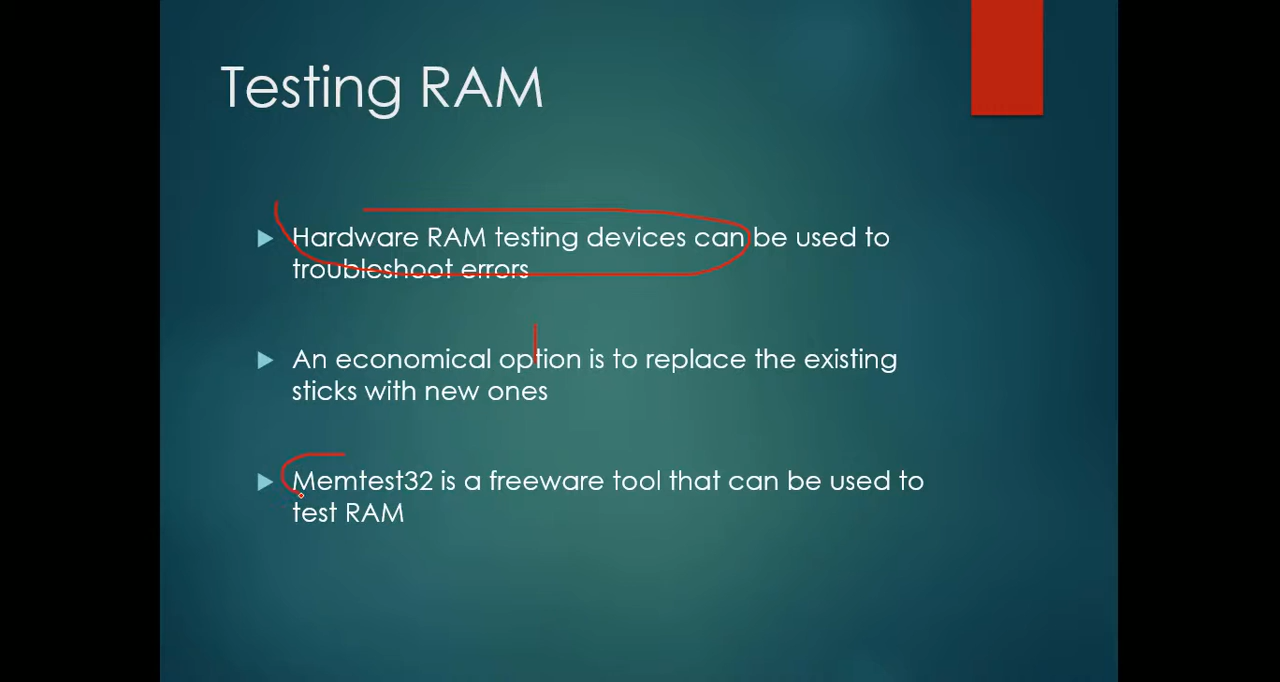 Testing RAM
Hardware RAM testing devices can be used to
troubleshoot errors
An economical option is to replace the existing
sticks with new ones
Memtest32 is a freeware tool that can be used to
test RAM